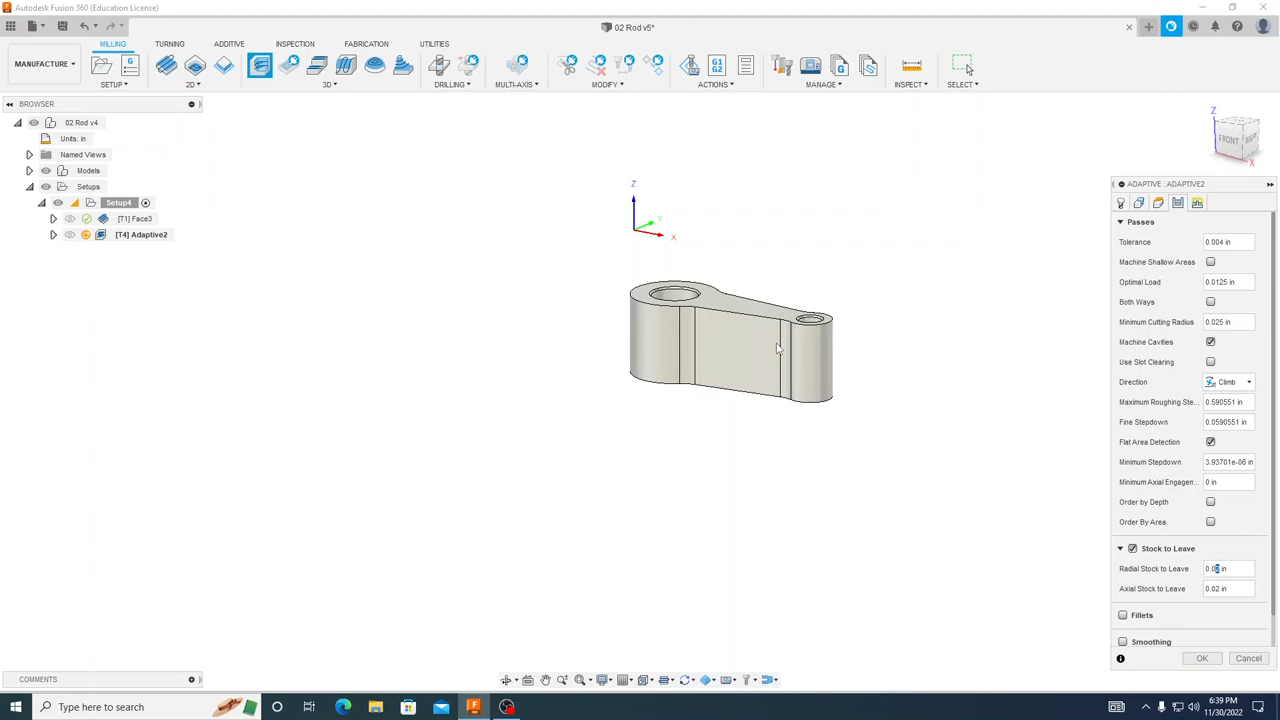 Autodesk Fusion 360 (Education License)
02 Rod v5*
MANUFACTURE
MILLING
TURNING
ADDITIVE
INSPECTION
FABRICATION
UTILITIES
G1G2
SETUP
2D
3D
DRILLING
MULTI-AXIS
MODIFY
ACTIONS
MANAGE
INSPECT
SELECT
BROWSER
02 Rod v4
Units: in
Named Views
Models
Setups
Setup4
[T1] Face3
[T4] Adaptive2
Z
Y
X
Z
FRONT
RIGHT
X
ADAPTIVE : ADAPTIVE2
Passes
Tolerance 0.004 in
Machine Shallow Areas
Optimal Load 0.0125 in
Both Ways
Minimum Cutting Radius 0.025 in
Machine Cavities
Use Slot Clearing
Direction Climb
Maximum Roughing Ste... 0.590551 in
Fine Stepdown 0.0590551 in
Flat Area Detection
Minimum Stepdown 3.93701e-06 in
Minimum Axial Engagem... 0 in
Order by Depth
Order By Area
Stock to Leave
Radial Stock to Leave 0.02 in
Axial Stock to Leave 0.02 in
Fillets
Smoothing
OK
Cancel
COMMENTS
Type here to search
6:39 PM
11/30/2022